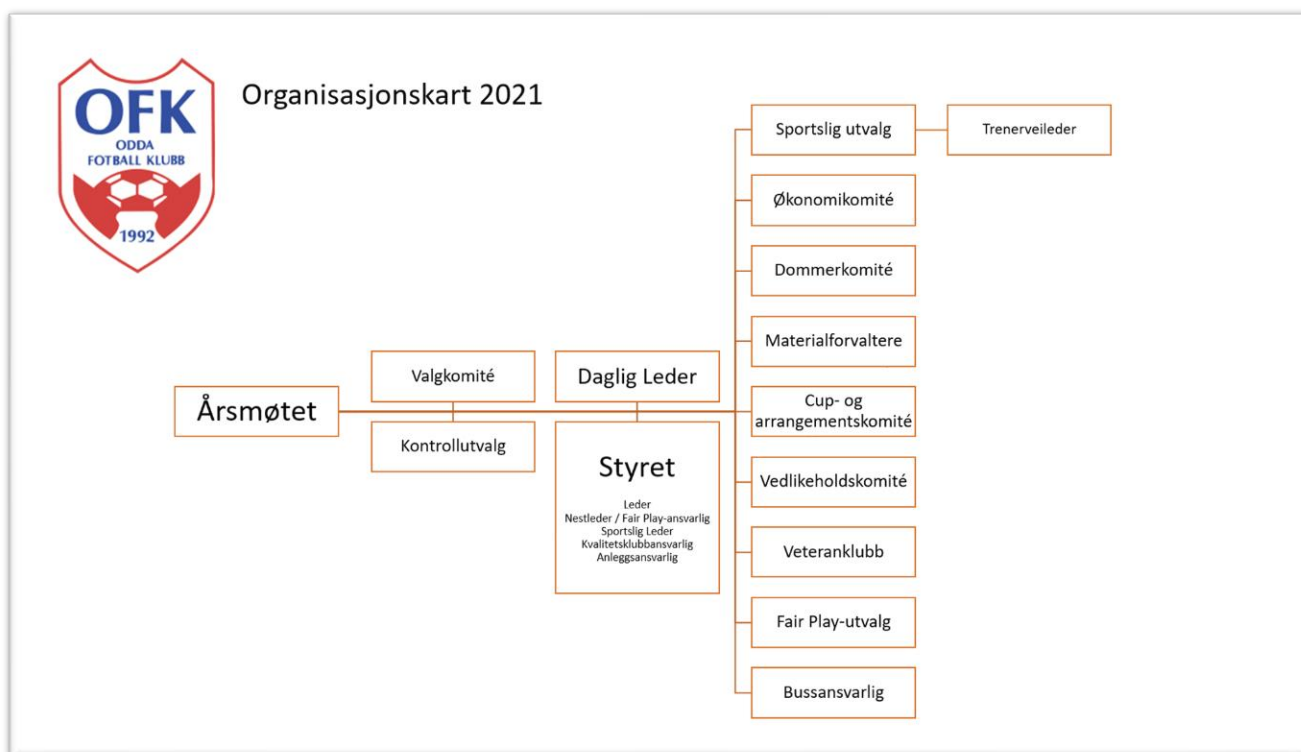 OFK
ODDA
FOTBALL KLUBB
1992
Organisasjonskart 2021
Årsmøtet
Valgkomité
Kontrollutvalg
Daglig Leder
Styret
Leder
Nestleder / Fair Play-ansvarlig
Sportslig Leder
Kvalitetsklubbansvarlig
Anleggsansvarlig
Sportslig utvalg
Trenerveileder
Økonomikomité
Dommerkomité
Materialforvaltere
Cup- og
arrangementskomité
Vedlikeholdskomité
Veteranklubb
Fair Play-utvalg
Bussansvarlig